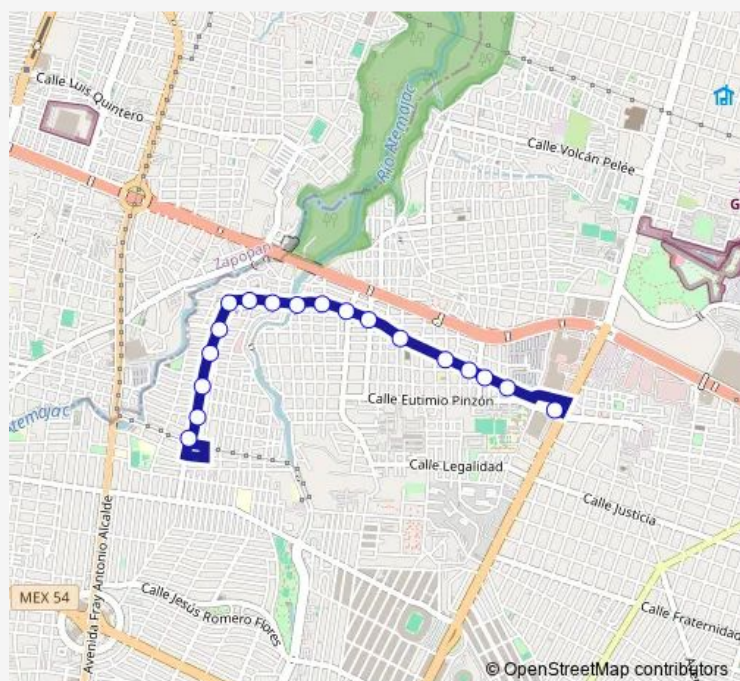 Calle Luis Quintero
Río Atemajac
Calle Volcán Pelée
G
Zapopan
Calle Eutimio Pinzón
Atemajac
Calle Legalidad
Calle Justicia
Avenida Fray Antonio Alcalde
MEX 54
Calle Jesús Romero Flores
Calle Fraternidad
© OpenStreetMap contributors